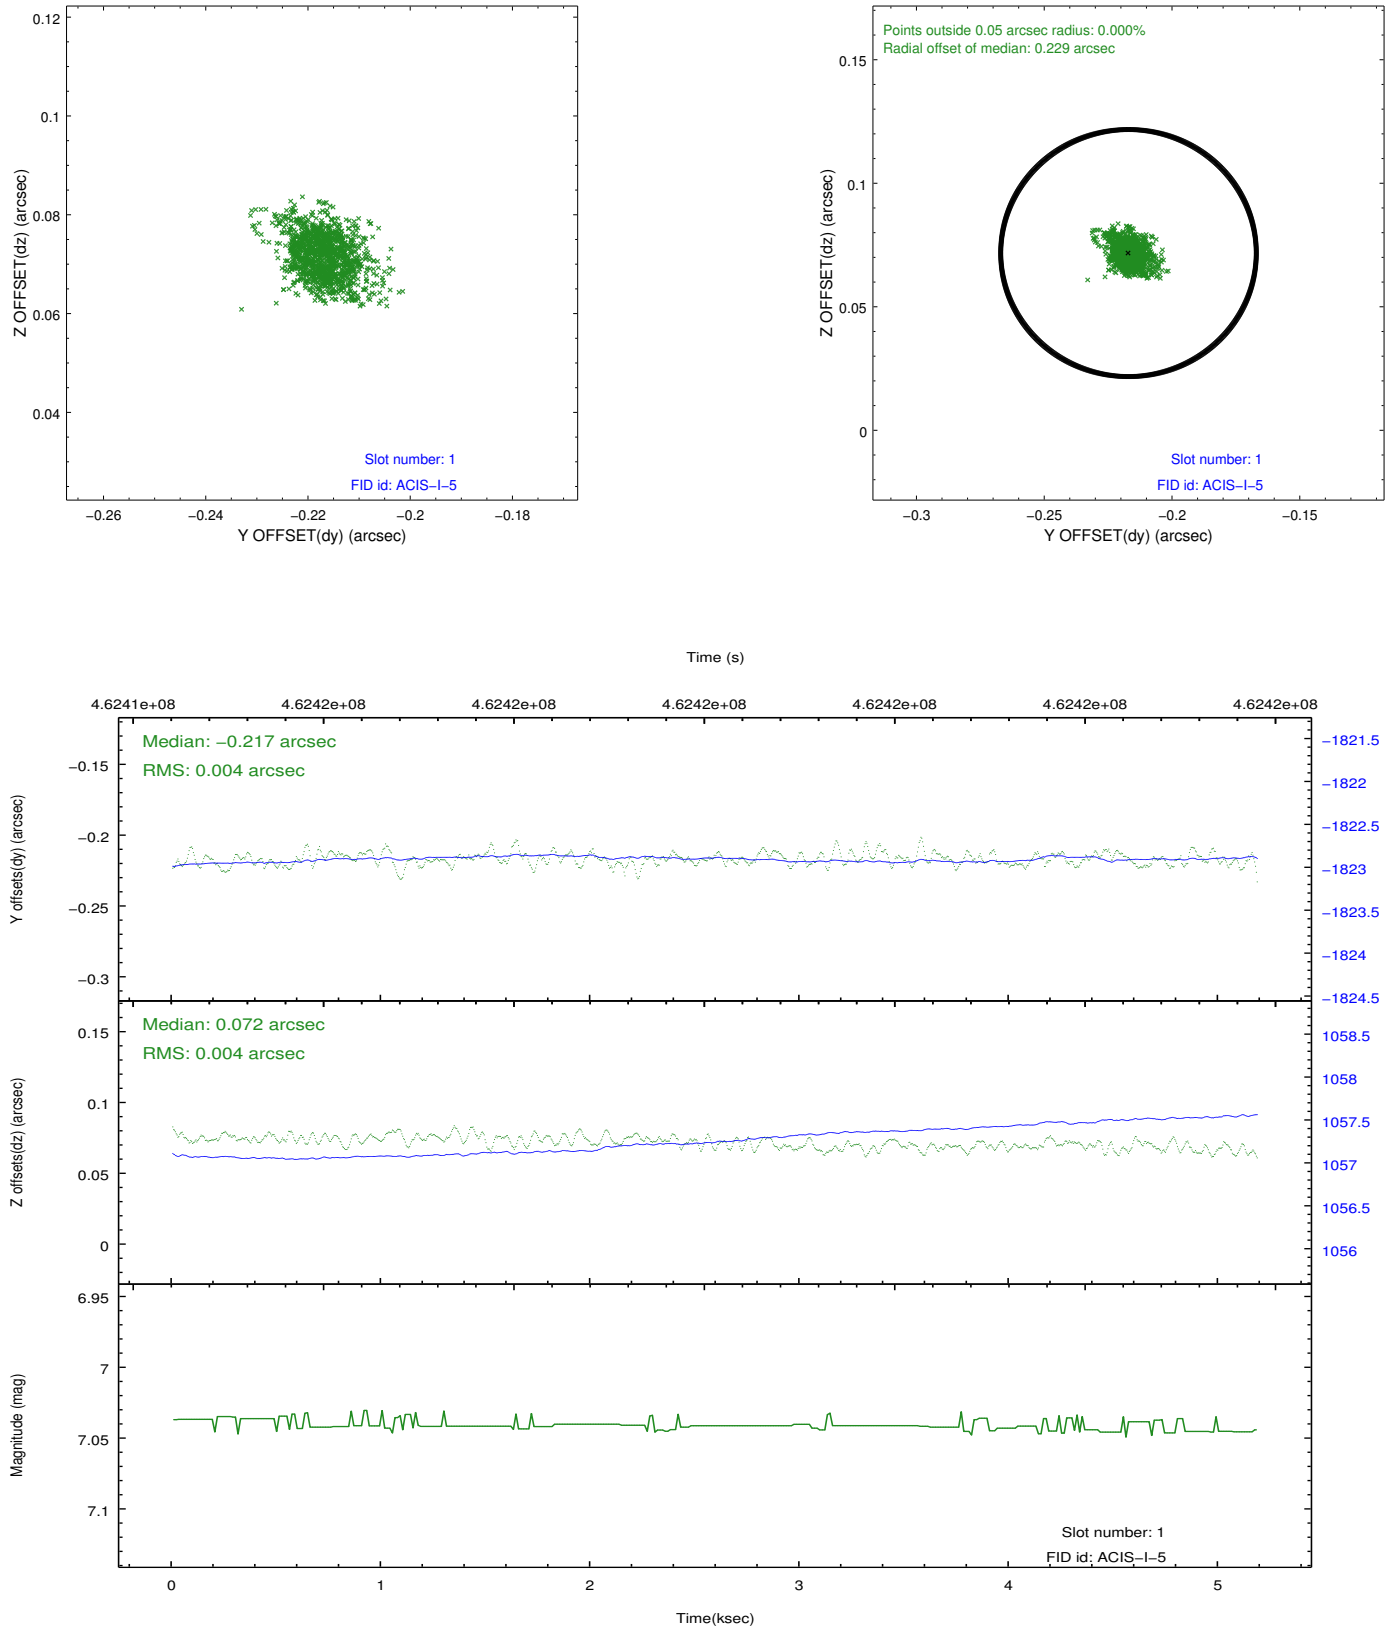 Points outside 0.05 arcsec radius: 0.000%
Radial offset of median: 0.229 arcsec
0.12
0.1
0.08
0.06
0.04
Z OFFSET(dz) (arcsec)
Slot number: 1
FID id: ACIS−I−5
−0.26 −0.24 −0.22 −0.2 −0.18
Y OFFSET(dy) (arcsec)
0.15
0.1
0.05
0
Z OFFSET(dz) (arcsec)
Slot number: 1
FID id: ACIS−I−5
−0.3 −0.25 −0.2 −0.15
Y OFFSET(dy) (arcsec)
Time (s)
4.6241e+08 4.6242e+08 4.6242e+08 4.6242e+08 4.6242e+08 4.6242e+08 4.6242e+08
Median: −0.217 arcsec
RMS: 0.004 arcsec
−0.15
−0.2
−0.25
−0.3
Y offsets(dy) (arcsec)
−1821.5
−1822
−1822.5
−1823
−1823.5
−1824
−1824.5
Median: 0.072 arcsec
RMS: 0.004 arcsec
0.15
0.1
0.05
0
Z offsets(dz) (arcsec)
1058.5
1058
1057.5
1057
1056.5
1056
6.95
7
7.05
7.1
Magnitude (mag)
Slot number: 1
FID id: ACIS−I−5
0 1 2 3 4 5
Time(ksec)